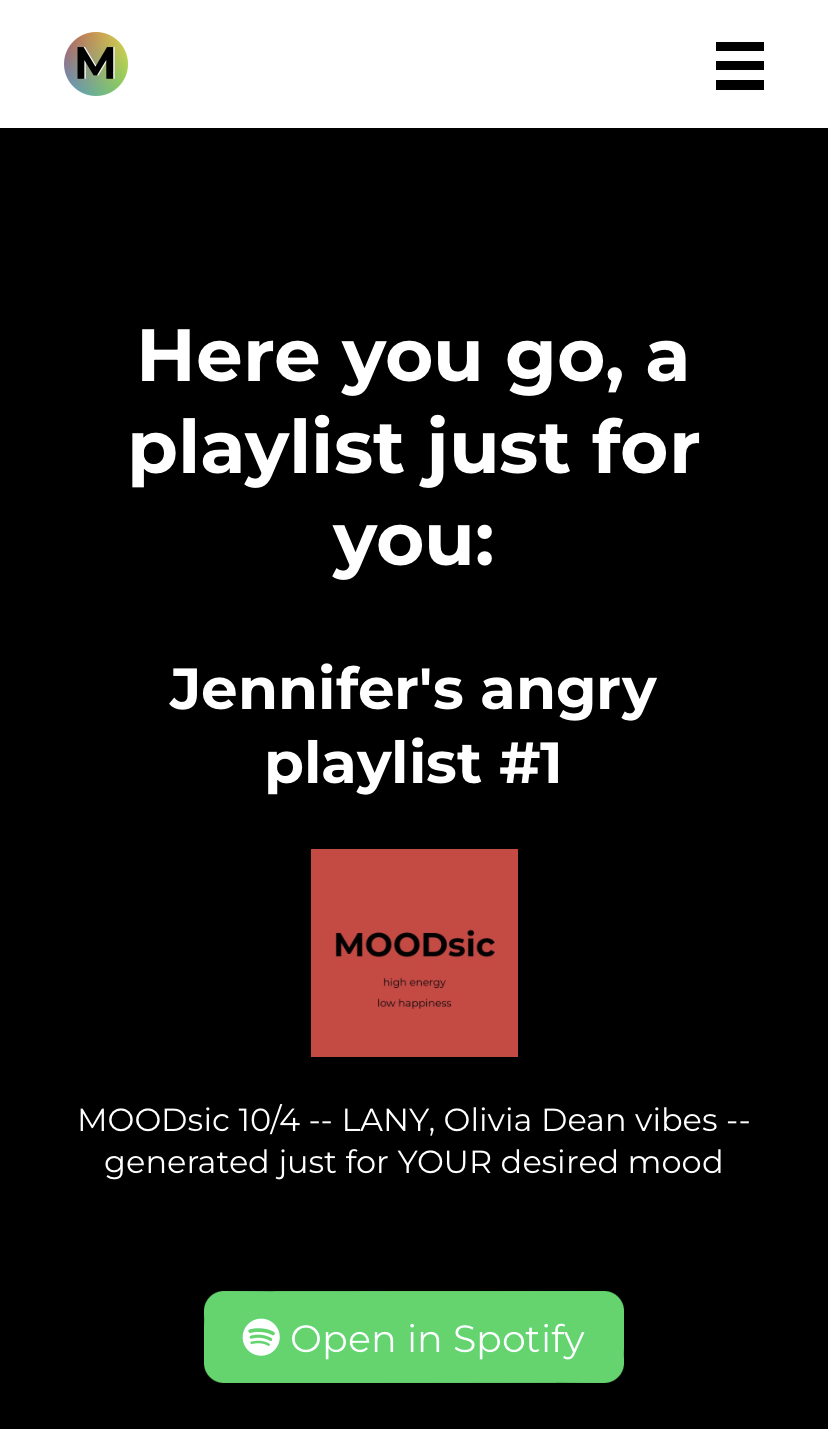 M
Here you go, a
playlist just for
you:
Jennifer's angry
playlist #1
MOODsic
high energy
low happiness
MOODsic 10/4 -- LANY, Olivia Dean vibes --
generated just for YOUR desired mood
Open in Spotify